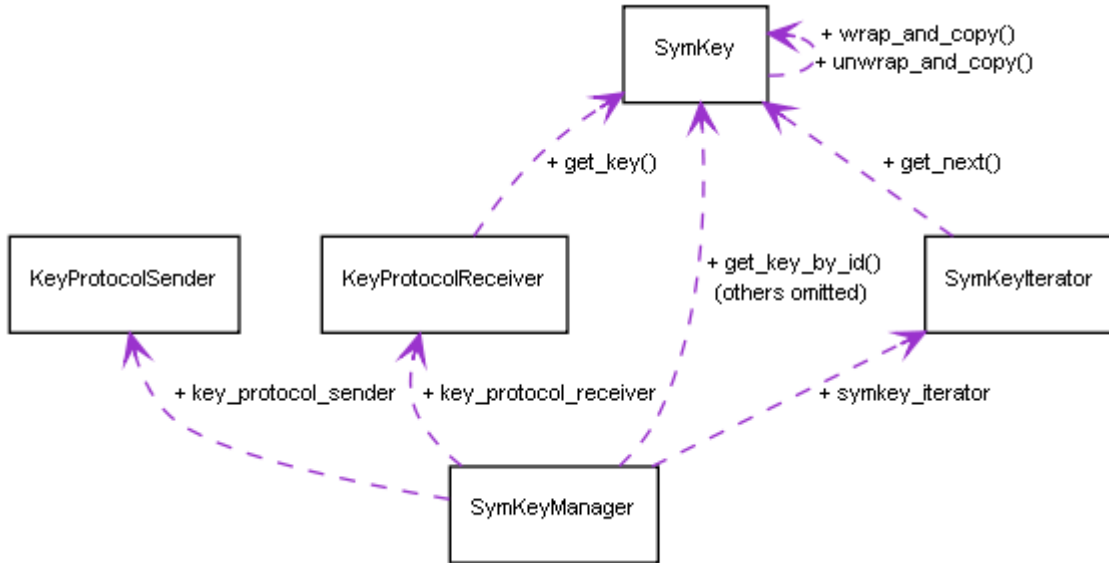 + wrap_and_copy()
SymKey
+ unwrap_and_copy()
+ get_key()
+ get_next()
KeyProtocolSender
KeyProtocolReceiver
+ get_key_by_id()
(others omitted)
SymKeyIterator
+ key_protocol_sender
+ key_protocol_receiver
+ symkey_iterator
SymKeyManager